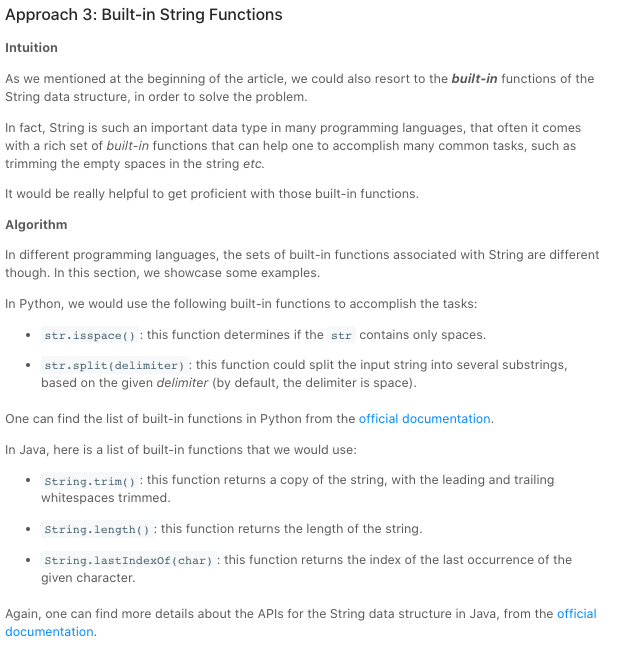 Approach 3: Built-in String Functions
Intuition
As we mentioned at the beginning of the article, we could also resort to the built-in functions of the
String data structure, in order to solve the problem.
In fact, String is such an important data type in many programming languages, that often it comes
with a rich set of built-in functions that can help one to accomplish many common tasks, such as
trimming the empty spaces in the string etc.
It would be really helpful to get proficient with those built-in functions.
Algorithm
In different programming languages, the sets of built-in functions associated with String are different
though. In this section, we showcase some examples.
In Python, we would use the following built-in functions to accomplish the tasks:
• str.isspace() : this function determines if the str contains only spaces.
• str.split(delimiter) : this function could split the input string into several substrings,
based on the given delimiter (by default, the delimiter is space).
One can find the list of built-in functions in Python from the official documentation.
In Java, here is a list of built-in functions that we would use:
• String.trim() : this function returns a copy of the string, with the leading and trailing
whitespaces trimmed.
• String.length() : this function returns the length of the string.
• String.lastIndexOf(char) : this function returns the index of the last occurrence of the
given character.
Again, one can find more details about the APIs for the String data structure in Java, from the official
documentation.